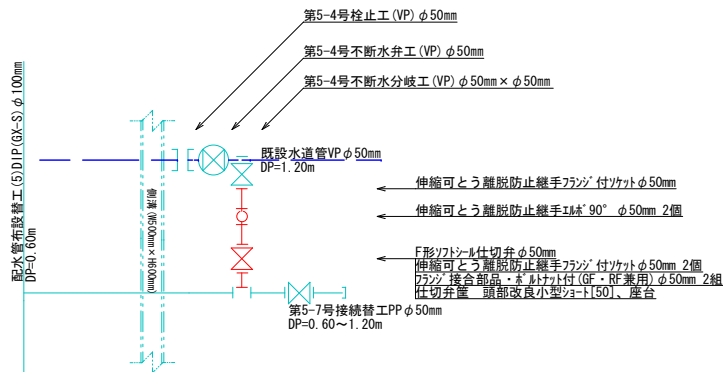 第5-4号栓止工(VP)φ50mm
第5-4号不断水弁工(VP)φ50mm
第5-4号不断水分岐工(VP)φ50mm×φ50mm
配水管布設替工(5)DIP(GX-S)φ100mm
DP=0.60m
既設水道管VPφ50mm
DP=1.20m
側溝(W500mm×H600mm)
伸縮可とう離脱防止継手フランジ付ソケットφ50mm
伸縮可とう離脱防止継手エルボ90° φ50mm 2個
F形ソフトシール仕切弁φ50mm
伸縮可とう離脱防止継手フランジ付ソケットφ50mm 2個
フランジ接合部品・ボルトナット付(GF・RF兼用)φ50mm 2組
仕切弁筐 頭部改良小型ショート[50]、座台
第5-7号接続替工PPφ50mm
DP=0.60～1.20m